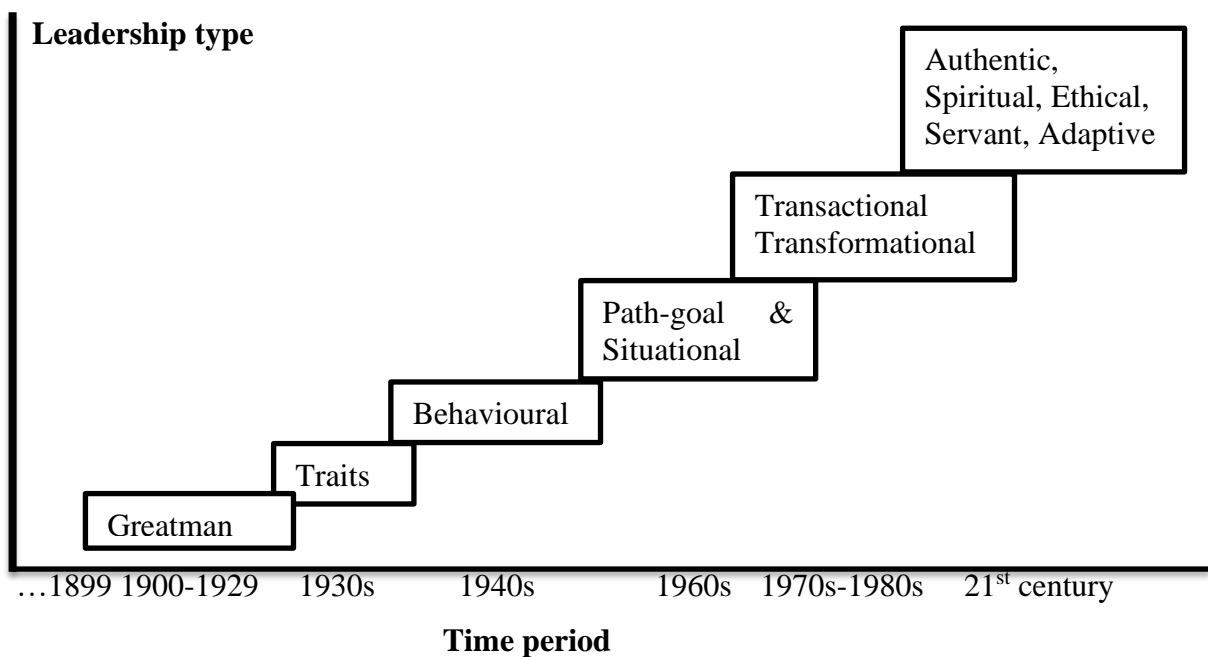 Leadership type
Authentic,
Spiritual, Ethical,
Servant, Adaptive
Transactional
Transformational
Path-goal &
Situational
Behavioural
Traits
Greatman
…1899 1900-1929 1930s 1940s 1960s 1970s-1980s 21st century
Time period